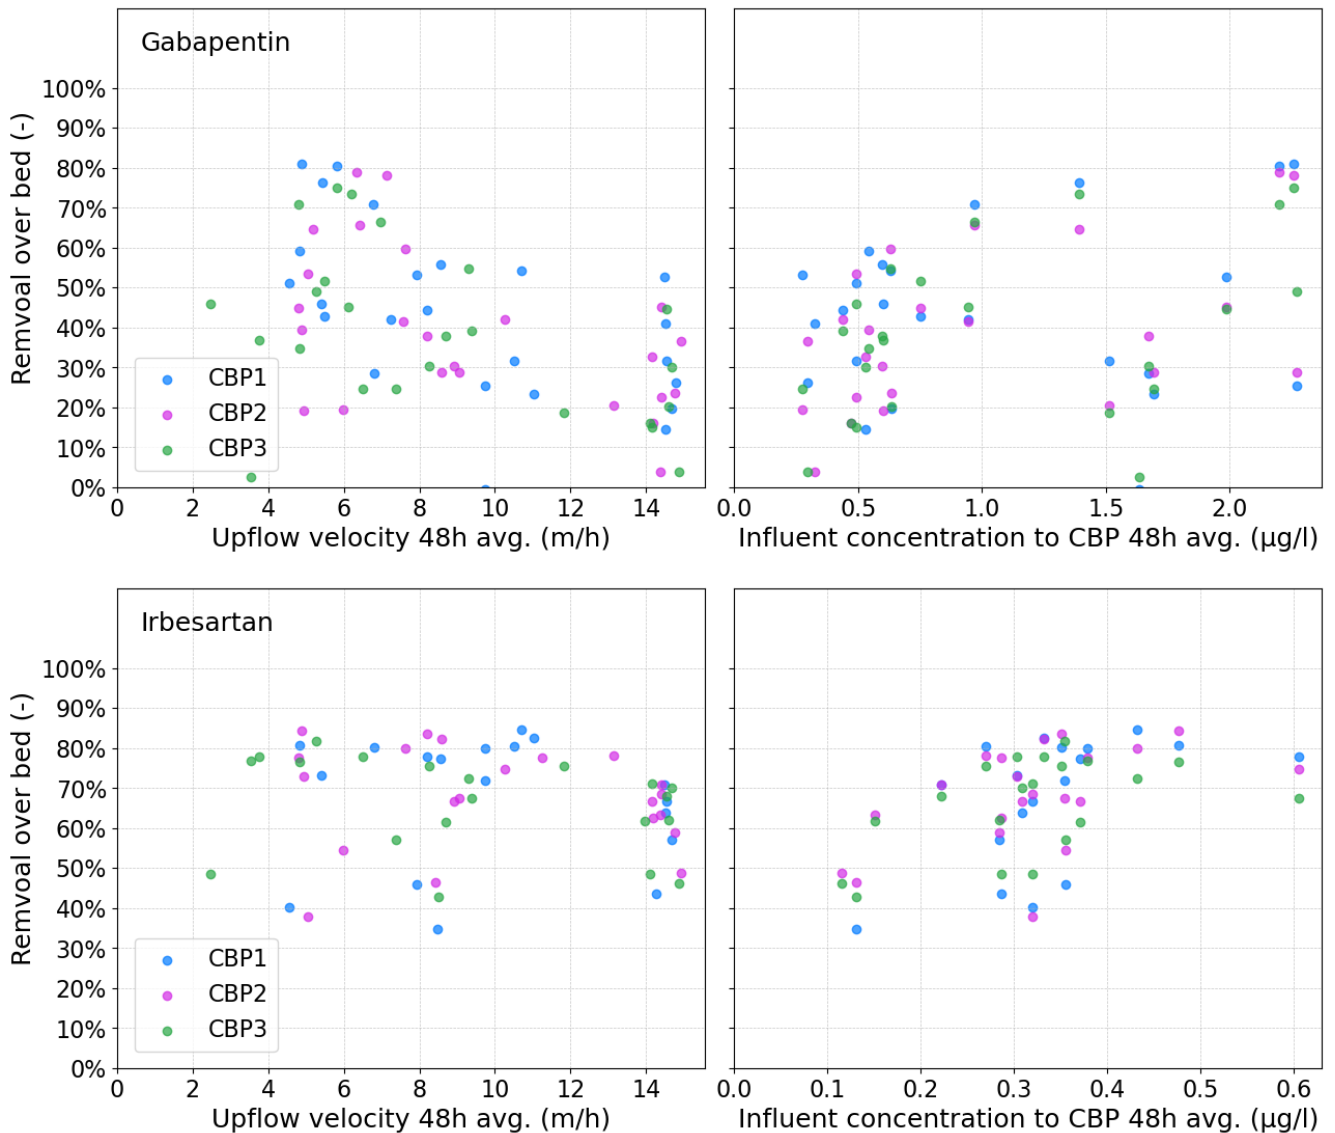 Gabapentin
Remvoal over bed (-)
100%
90%
80%
70%
60%
50%
40%
30%
20%
10%
0%
CBP1
CBP2
CBP3
0 2 4 6 8 10 12 14
Upflow velocity 48h avg. (m/h)
0.0 0.5 1.0 1.5 2.0
Influent concentration to CBP 48h avg. (µg/l)
Irbesartan
Remvoal over bed (-)
100%
90%
80%
70%
60%
50%
40%
30%
20%
10%
0%
CBP1
CBP2
CBP3
0 2 4 6 8 10 12 14
Upflow velocity 48h avg. (m/h)
0.0 0.1 0.2 0.3 0.4 0.5 0.6
Influent concentration to CBP 48h avg. (µg/l)